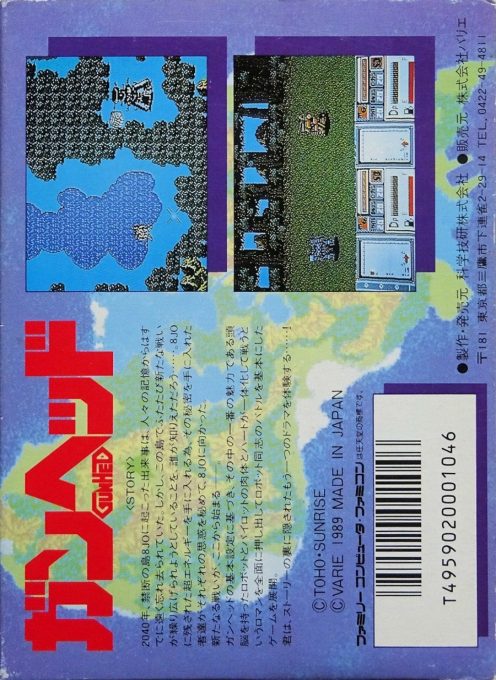 ガンヘッド
GUNHED
〈STORY〉
2040年、禁断の島8JOに起こった出来事は、人々の記憶からはす
でに遠く忘れ去られていた。しかし、この島でふたたび新たな戦い
が繰り広げられようとしていることを、誰が知りえただろう……。8JO
に残された超エネルギーを手に入れる為、その秘密を手に入れた
者達がそれぞれの思惑を秘めて8JOに向かった。
新たなる戦いが、ここから始まる――。
ガンヘッドの基本設定に基づき、その中の一番の魅力である頭
脳を持ったロボットとパイロットの肉体とハートが一体化して戦うと
いうロマンを全面に押し出してロボット同志のバトルを基本にした
ゲームを展開。
君は、ストーリーの裏に隠されたもう一つのドラマを体験する……!
©TOHO・SUNRISE
©VARIE 1989 MADE IN JAPAN
ファミリーコンピュータ ファミコンは任天堂の商標です。
T4959020001046
●製作・発売元 科学技研株式会社 ●販売元 株式会社バリエ
〒181 東京都三鷹市下連雀2-29-14 TEL.0422-49-4811